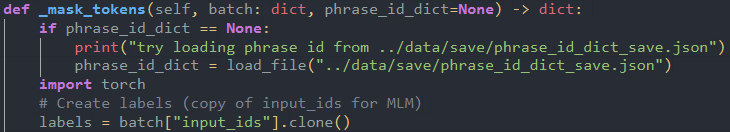 def _mask_tokens(self, batch: dict, phrase_id_dict=None) -> dict:
    if phrase_id_dict == None:
        print("try loading phrase id from ../data/save/phrase_id_dict_save.json")
        phrase_id_dict = load_file("../data/save/phrase_id_dict_save.json")
    import torch
    # Create labels (copy of input_ids for MLM)
    labels = batch["input_ids"].clone()